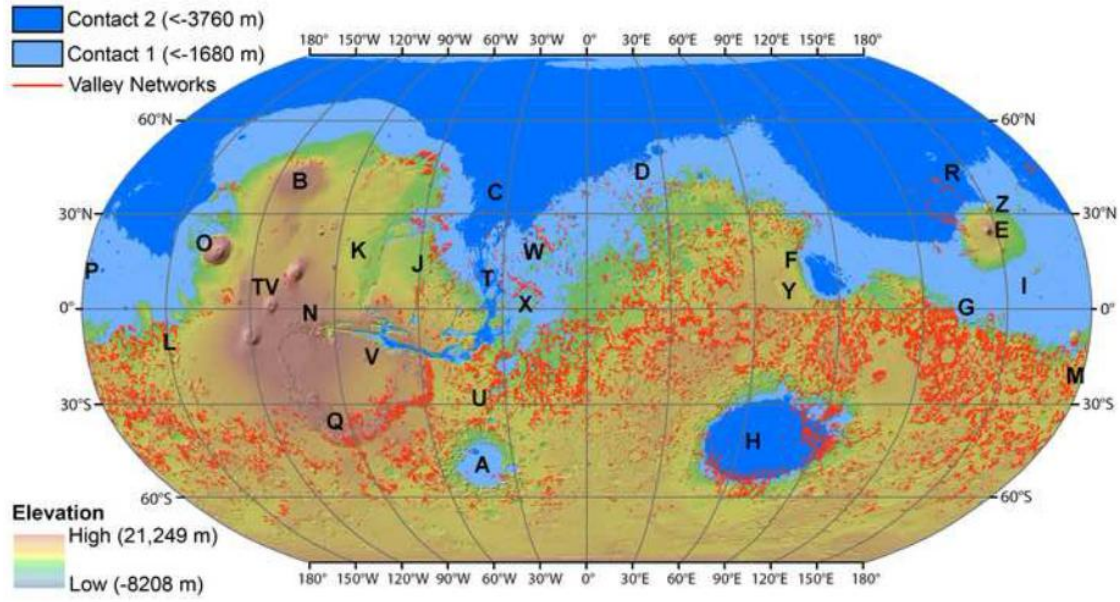 Contact 2 (<-3760 m)
Contact 1 (<-1680 m)
Valley Networks
180° 150°W 120°W 90°W 60°W 30°W 0° 30°E 60°E 90°E 120°E 150°E 180°
60°N 60°N
D
R
B
C
30°N Z 30°N
O E
K W
F
P J
T I
TV Y
X G
0° N 0°
L
V
M
U
30°S 30°S
Q
H
A
60°S 60°S
Elevation
High (21,249 m)
Low (-8208 m)
180° 150°W 120°W 90°W 60°W 30°W 0° 30°E 60°E 90°E 120°E 150°E 180°